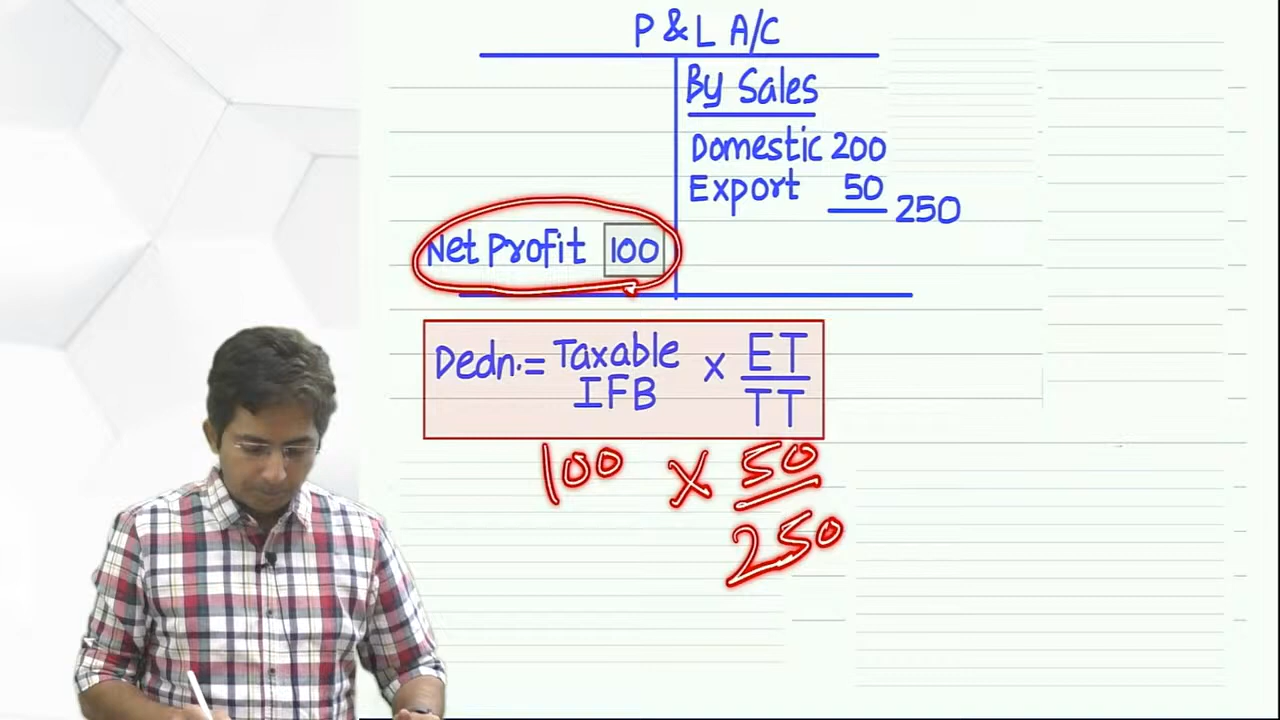 P & L A/C
By Sales
Domestic 200
Export 50 250
Net Profit 100
Dedn. = Taxable IFB × ET/TT
100 × 50/250